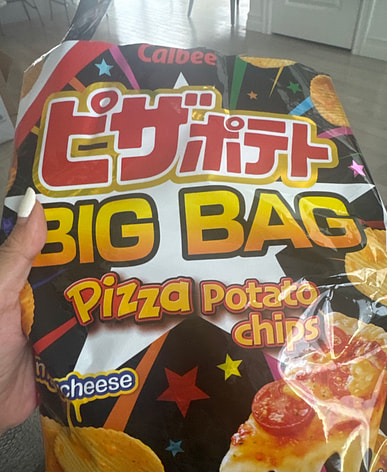 Calbee
ピザポテト
BIG BAG
Pizza Potato
chips
cheese